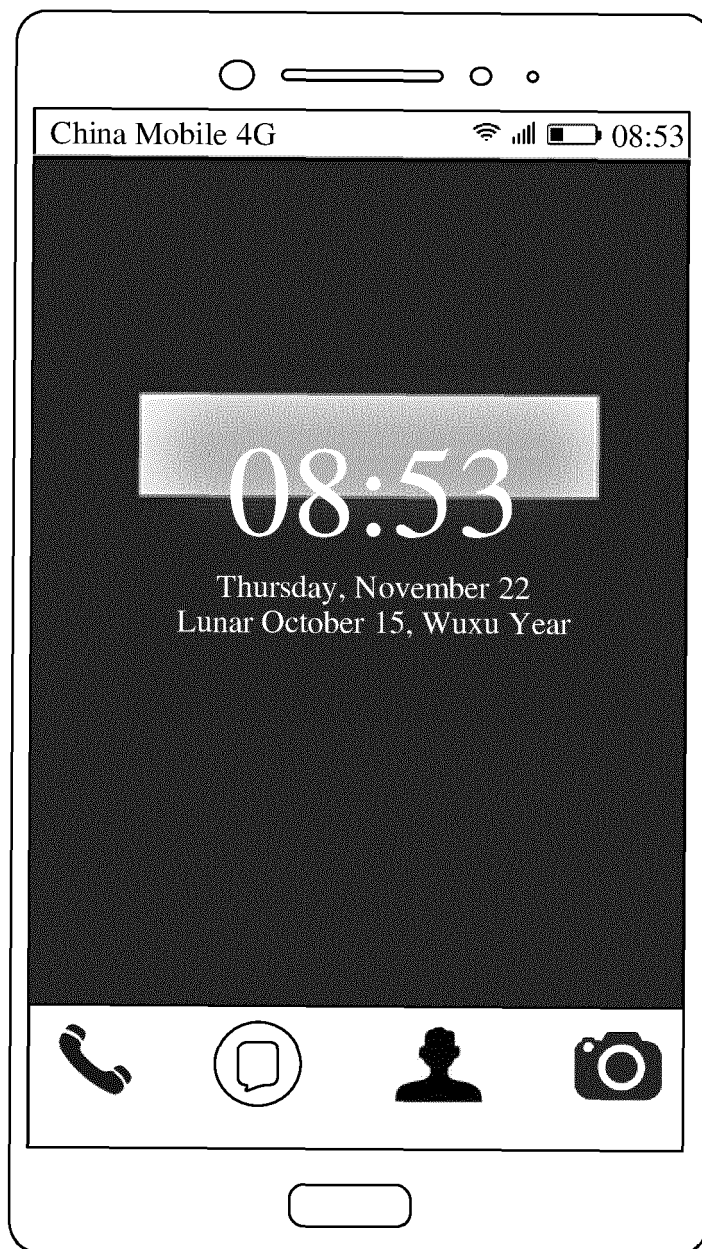 China Mobile 4G 08:53
08:53
Thursday, November 22
Lunar October 15, Wuxu Year